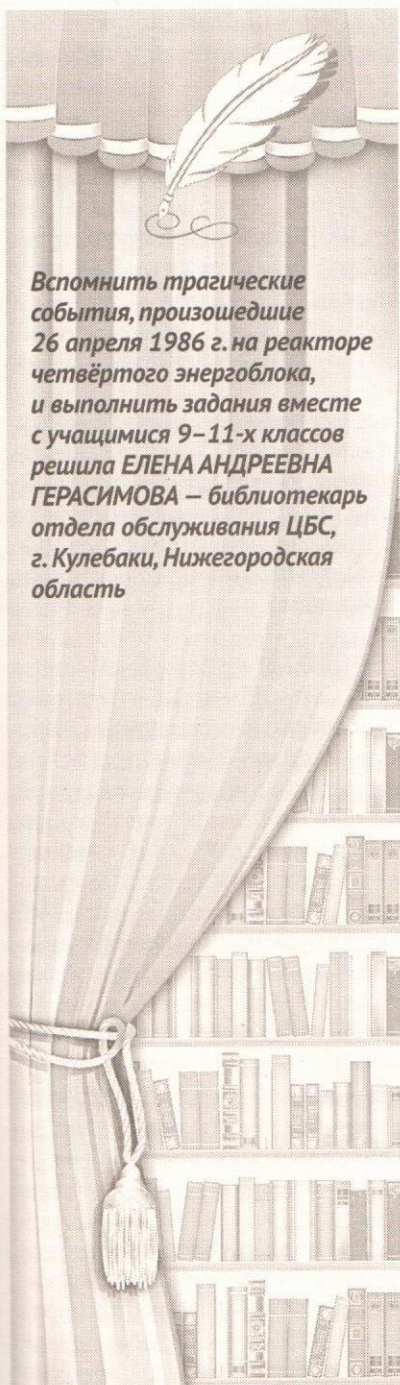 Вспомнить трагические
события, произошедшие
26 апреля 1986 г. на реакторе
четвёртого энергоблока,
и выполнить задания вместе
с учащимися 9–11-х классов
решила ЕЛЕНА АНДРЕЕВНА
ГЕРАСИМОВА — библиотекарь
отдела обслуживания ЦБС,
г. Кулебаки, Нижегородская
область